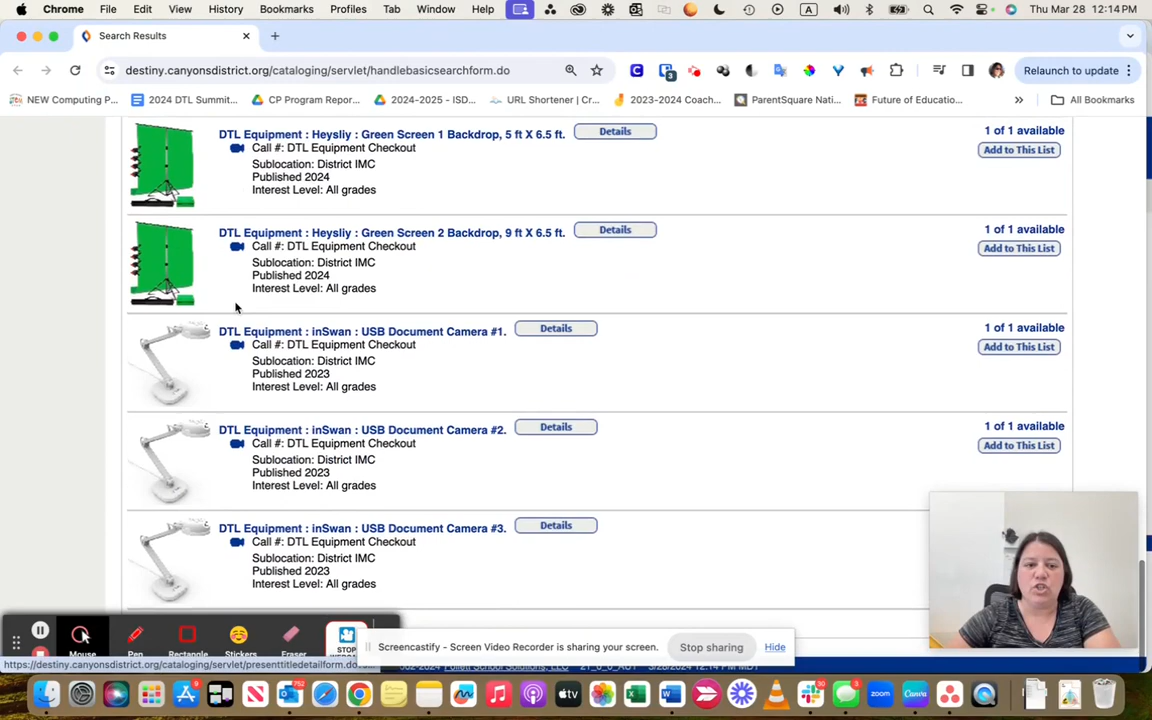 Chrome File Edit View History Bookmarks Profiles Tab Window Help A Thu Mar 28 12:14PM
Search Results
destiny.canyonsdistrict.org/cataloging/servlet/handlebasicsearchform.do
Relaunch to update
NEW Computing P... 2024 DTL Summit... CP Program Repor... 2024-2025 - ISD... URL Shortener | Cr... 2023-2024 Coach... ParentSquare Nati... Future of Educatio... » All Bookmarks
DTL Equipment : Heysliy : Green Screen 1 Backdrop, 5 ft X 6.5 ft. Details 1 of 1 available
Call #: DTL Equipment Checkout Add to This List
Sublocation: District IMC
Published 2024
Interest Level: All grades
DTL Equipment : Heysliy : Green Screen 2 Backdrop, 9 ft X 6.5 ft. Details 1 of 1 available
Call #: DTL Equipment Checkout Add to This List
Sublocation: District IMC
Published 2024
Interest Level: All grades
DTL Equipment : inSwan : USB Document Camera #1. Details 1 of 1 available
Call #: DTL Equipment Checkout Add to This List
Sublocation: District IMC
Published 2023
Interest Level: All grades
DTL Equipment : inSwan : USB Document Camera #2. Details 1 of 1 available
Call #: DTL Equipment Checkout Add to This List
Sublocation: District IMC
Published 2023
Interest Level: All grades
DTL Equipment : inSwan : USB Document Camera #3. Details
Call #: DTL Equipment Checkout
Sublocation: District IMC
Published 2023
Interest Level: All grades
Mouse Pen Rectangle Stickers Eraser STOP
Screencastify - Screen Video Recorder is sharing your screen. Stop sharing Hide
https://destiny.canyonsdistrict.org/cataloging/servlet/presenttitledetailform.do
zoom Canva